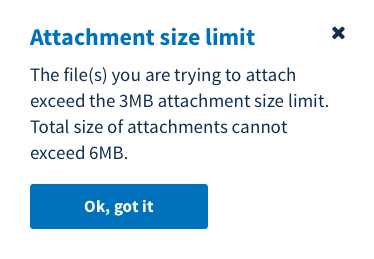 Attachment size limit
The file(s) you are trying to attach
exceed the 3MB attachment size limit.
Total size of attachments cannot
exceed 6MB.
Ok, got it